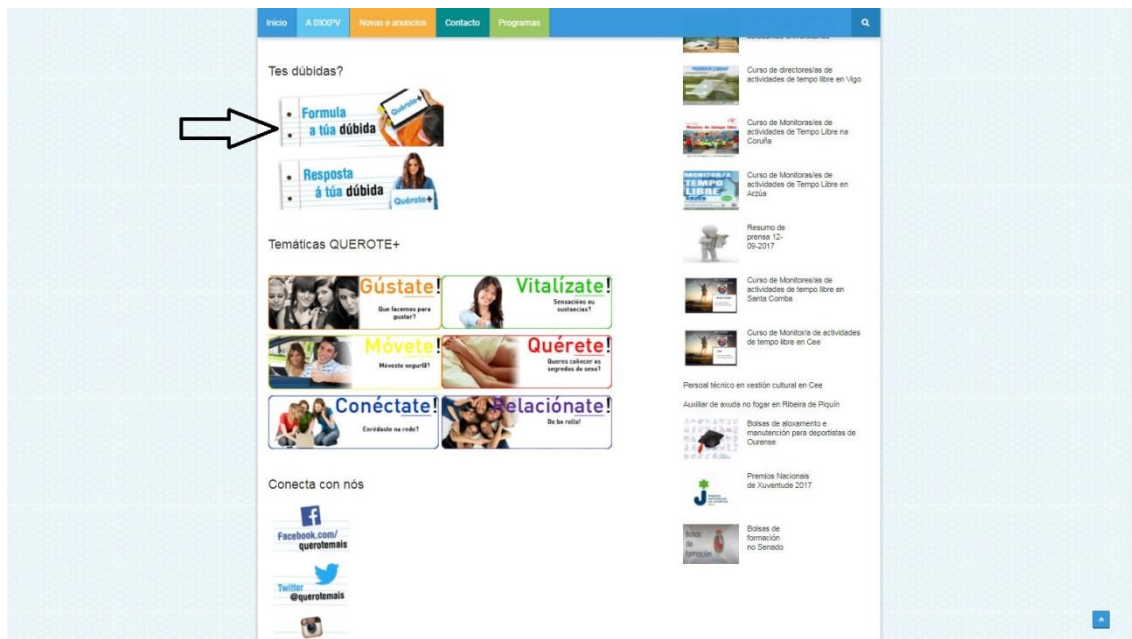 Inicio
A DXXPV
Novas e anuncios
Contacto
Programas
Tes dúbidas?
Formula
a túa dúbida
Quérote+
Resposta
á túa dúbida
Quérote+
Temáticas QUEROTE+
Gústate!
Que facemos para
gustar?
Vitalízate!
Sensacións ou
sustancias?
Móvete!
Móveste segur@?
Quérete!
Queres coñecer os
segredos do sexo?
Conéctate!
Enrédaste na rede?
Relaciónate!
De bo rollo!
Conecta con nós
Facebook.com/
querotemais
Twitter
@querotemais
Curso de directores/as de
actividades de tempo libre en Vigo
Curso de Monitoras/es de
actividades de Tempo Libre na
Coruña
Curso de Monitoras/es de
actividades de Tempo Libre en
Arzúa
MONITOR/A
TEMPO
LIBRE
Resumo de
prensa 12-
09-2017
Curso de Monitores/as de
actividades de tempo libre en
Santa Comba
Curso de Monitor/a de actividades
de tempo libre en Cee
Persoal técnico en xestión cultural en Cee
Auxiliar de axuda no fogar en Ribeira de Piquín
Bolsas de aloxamento e
manutención para deportistas de
Ourense
Premios Nacionais
de Xuventude 2017
Bolsas de
formación
no Senado